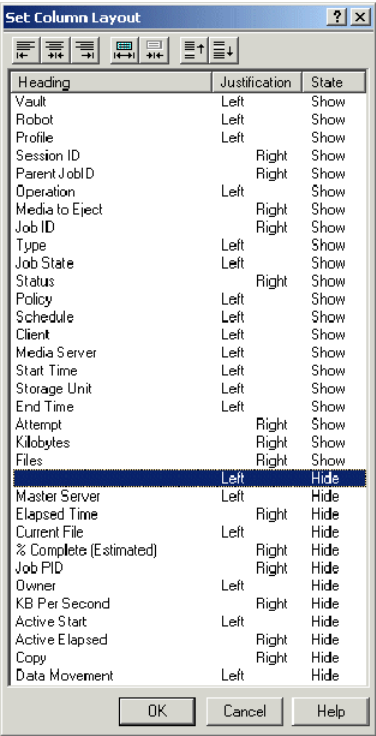 Set Column Layout
Heading Justification State
Vault Left Show
Robot Left Show
Profile Left Show
Session ID Right Show
Parent JobID Right Show
Operation Left Show
Media to Eject Right Show
Job ID Right Show
Type Left Show
Job State Left Show
Status Right Show
Policy Left Show
Schedule Left Show
Client Left Show
Media Server Left Show
Start Time Left Show
Storage Unit Left Show
End Time Left Show
Attempt Right Show
Kilobytes Right Show
Files Right Show
Left Hide
Master Server Left Hide
Elapsed Time Right Hide
Current File Left Hide
% Complete (Estimated) Right Hide
Job PID Right Hide
Owner Left Hide
KB Per Second Right Hide
Active Start Left Hide
Active Elapsed Right Hide
Copy Right Hide
Data Movement Left Hide
OK Cancel Help